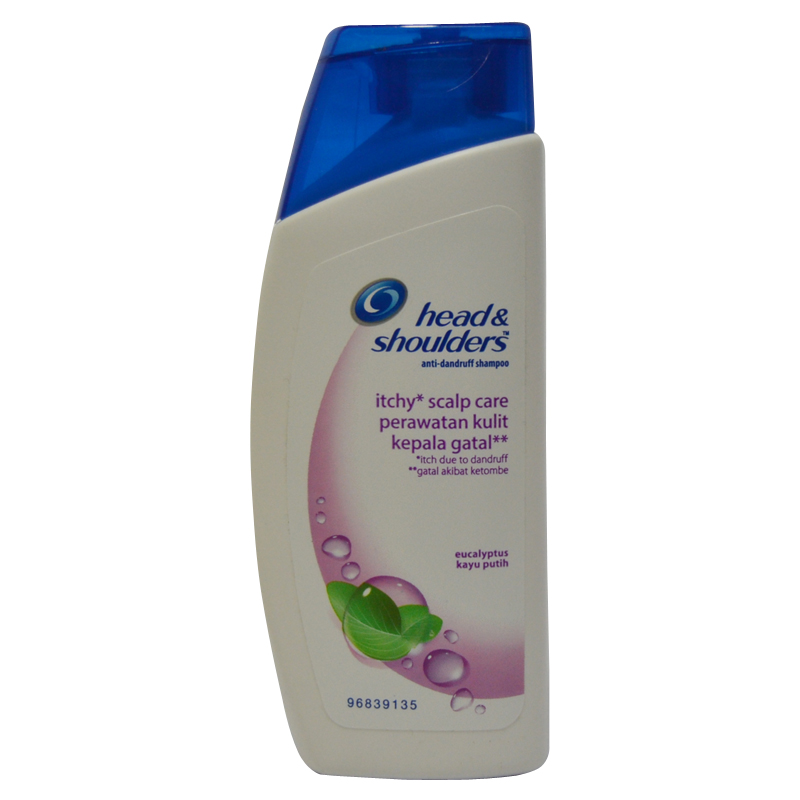 head &
shoulders™
anti-dandruff shampoo
itchy* scalp care
perawatan kulit
kepala gatal**
*itch due to dandruff
**gatal akibat ketombe
eucalyptus
kayu putih
96839135